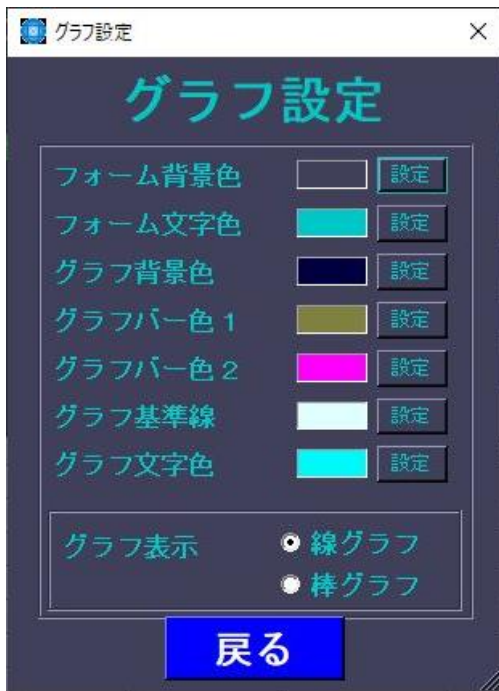 グラフ設定
グラフ設定
フォーム背景色 設定
フォーム文字色 設定
グラフ背景色 設定
グラフバー色1 設定
グラフバー色2 設定
グラフ基準線 設定
グラフ文字色 設定
グラフ表示 線グラフ
棒グラフ
戻る